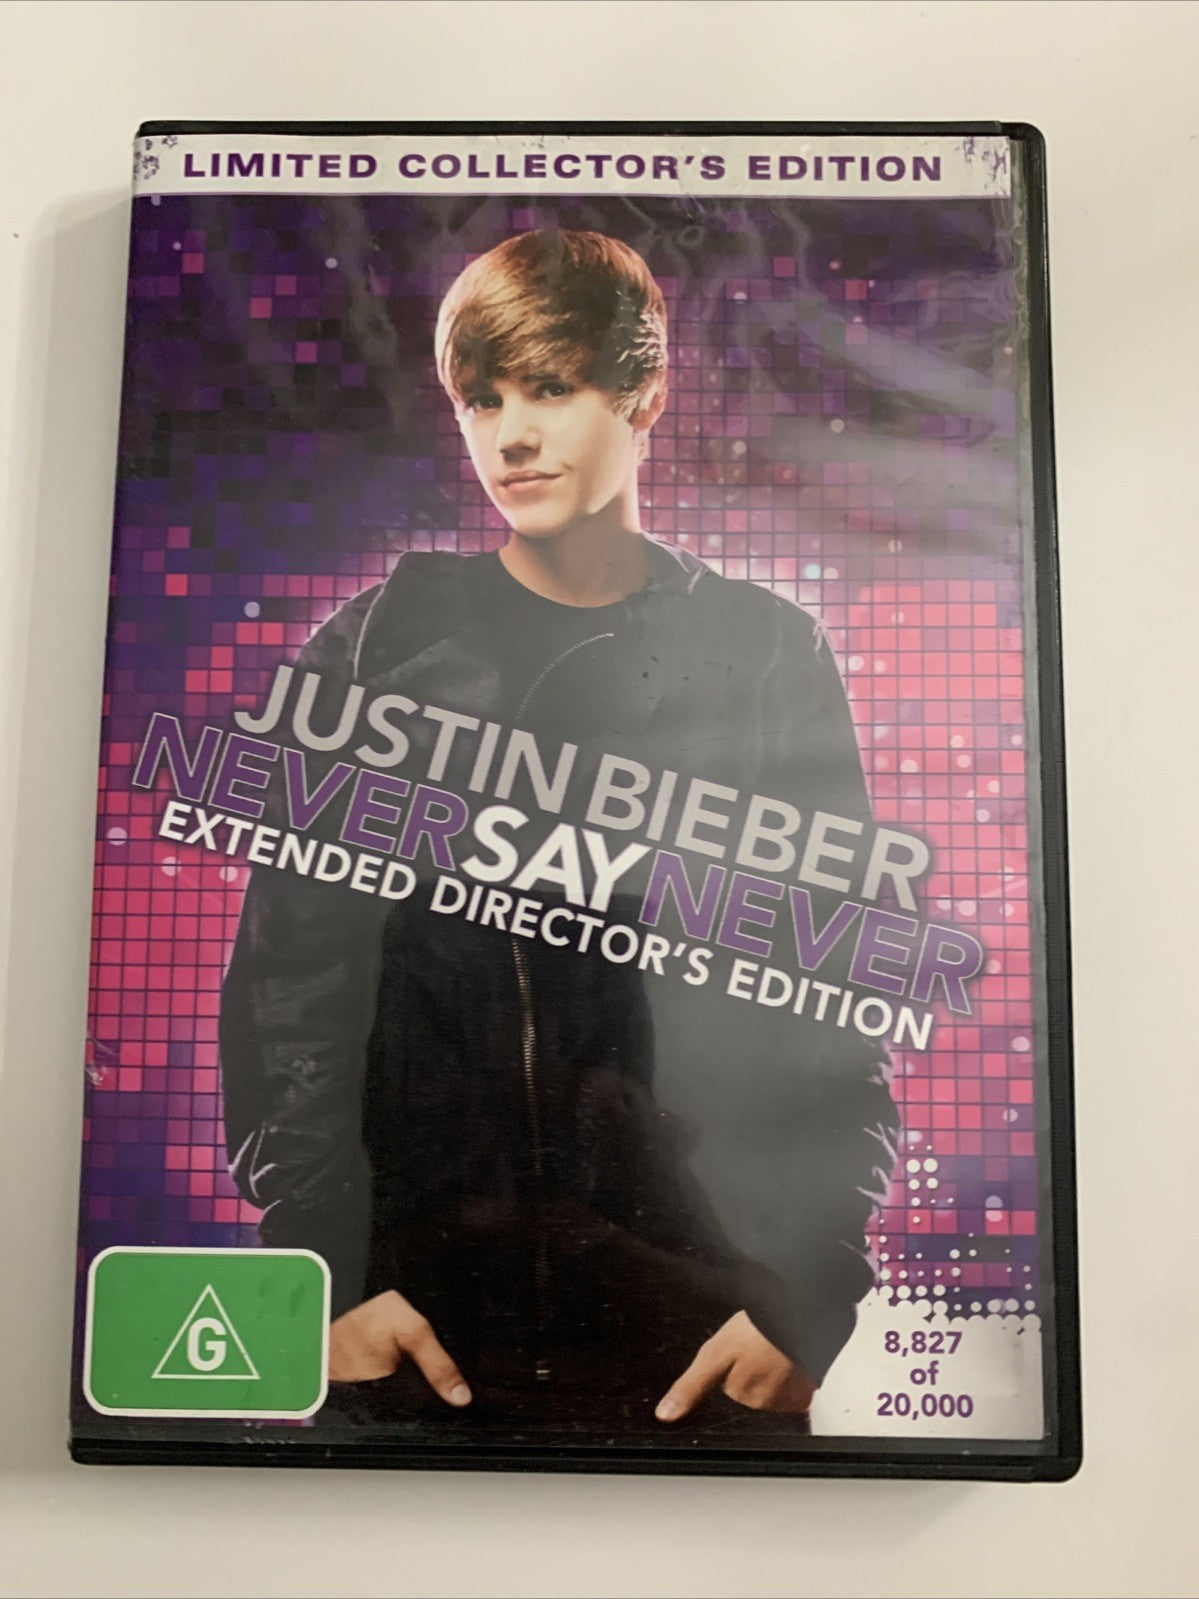 LIMITED COLLECTOR'S EDITION
JUSTIN BIEBER
NEVER SAY NEVER
EXTENDED DIRECTOR'S EDITION
G
8,827
of
20,000